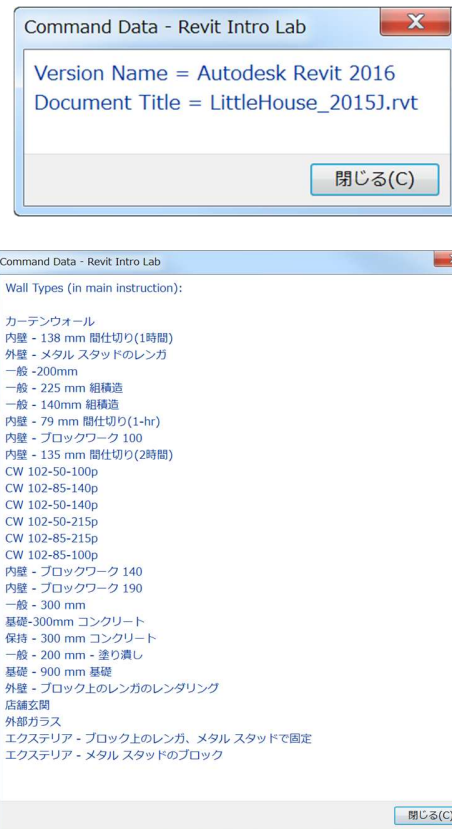 Command Data - Revit Intro Lab
Version Name = Autodesk Revit 2016
Document Title = LittleHouse_2015J.rvt
閉じる(C)
Command Data - Revit Intro Lab
Wall Types (in main instruction):
カーテンウォール
内壁 - 138 mm 間仕切り(1時間)
外壁 - メタル スタッドのレンガ
一般 -200mm
一般 - 225 mm 組積造
一般 - 140mm 組積造
内壁 - 79 mm 間仕切り(1-hr)
内壁 - ブロックワーク 100
内壁 - 135 mm 間仕切り(2時間)
CW 102-50-100p
CW 102-85-140p
CW 102-50-140p
CW 102-50-215p
CW 102-85-215p
CW 102-85-100p
内壁 - ブロックワーク 140
内壁 - ブロックワーク 190
一般 - 300 mm
基礎-300mm コンクリート
保持 - 300 mm コンクリート
一般 - 200 mm - 塗り潰し
基礎 - 900 mm 基礎
外壁 - ブロック上のレンガのレンダリング
店舗玄関
外部ガラス
エクステリア - ブロック上のレンガ、メタル スタッドで固定
エクステリア - メタル スタッドのブロック
閉じる(C)